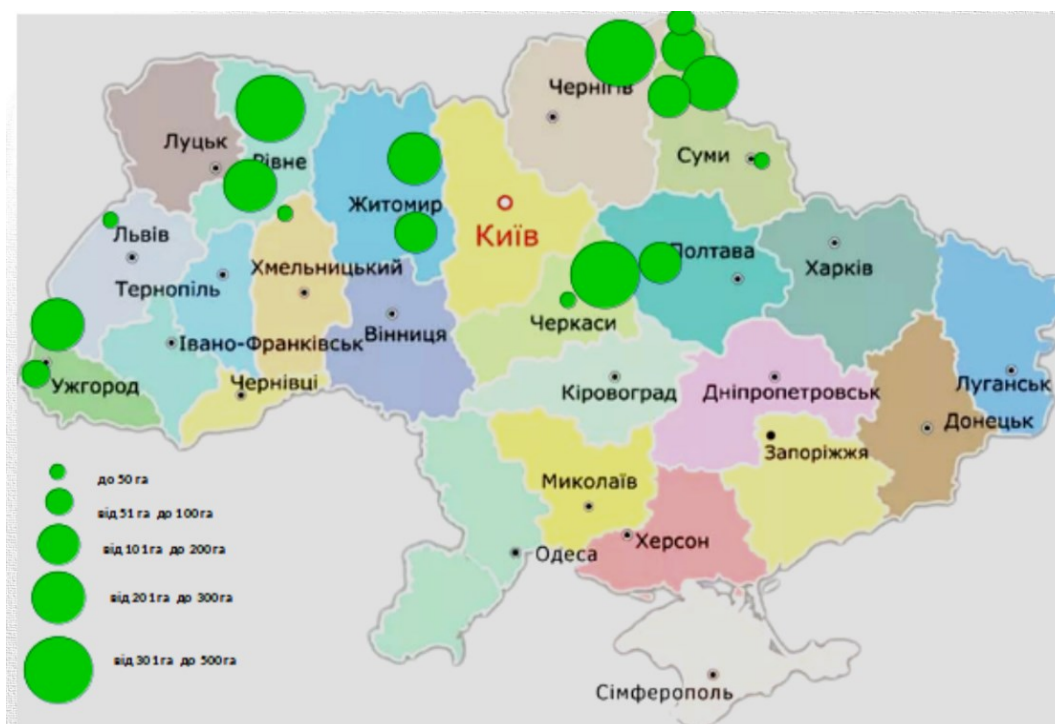 Чернігів
Луцьк
Рівне
Суми
Житомир
Львів
Київ
Полтава
Харків
Хмельницький
Тернопіль
Черкаси
Вінниця
Івано-Франківськ
Ужгород
Чернівці
Кіровоград
Дніпропетровськ
Луганськ
Донецьк
Запоріжжя
Миколаїв
Херсон
Одеса
Сімферополь
до 50 га
від 51 га до 100га
від 101га до 200га
від 201га до 300га
від 301га до 500га